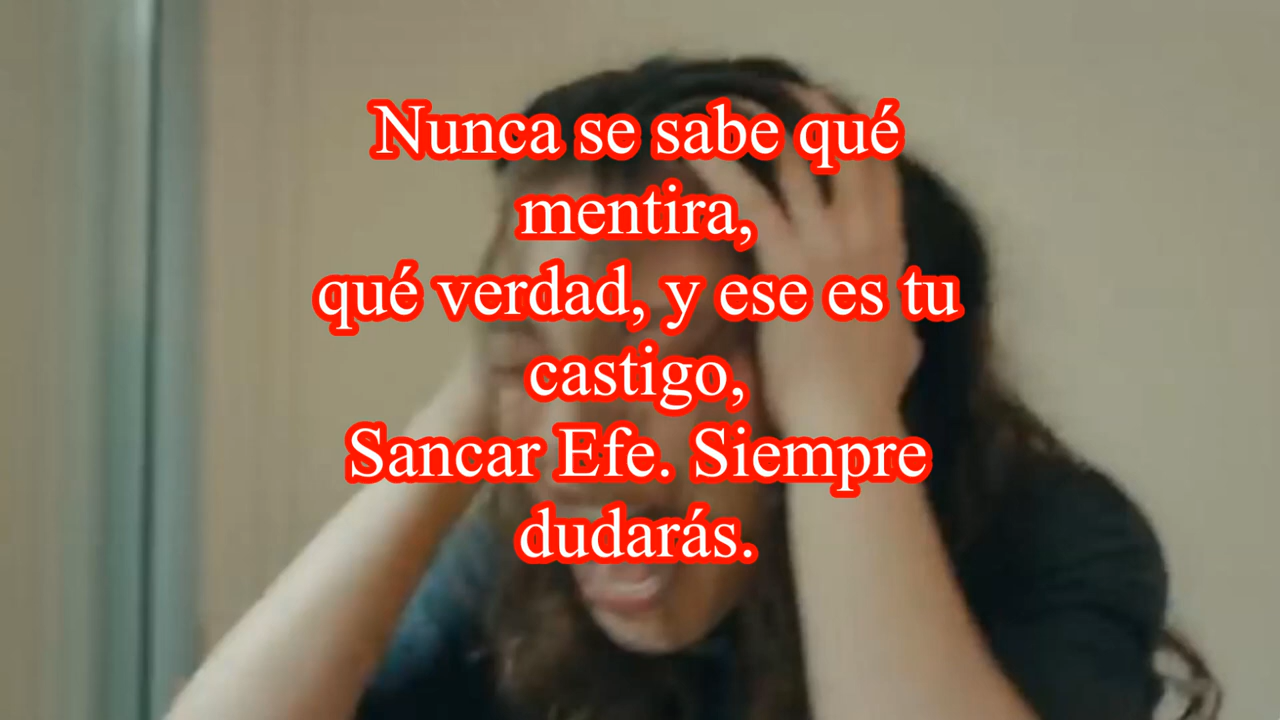 Nunca se sabe qué
mentira,
qué verdad, y ese es tu
castigo,
Sancar Efe. Siempre
dudarás.